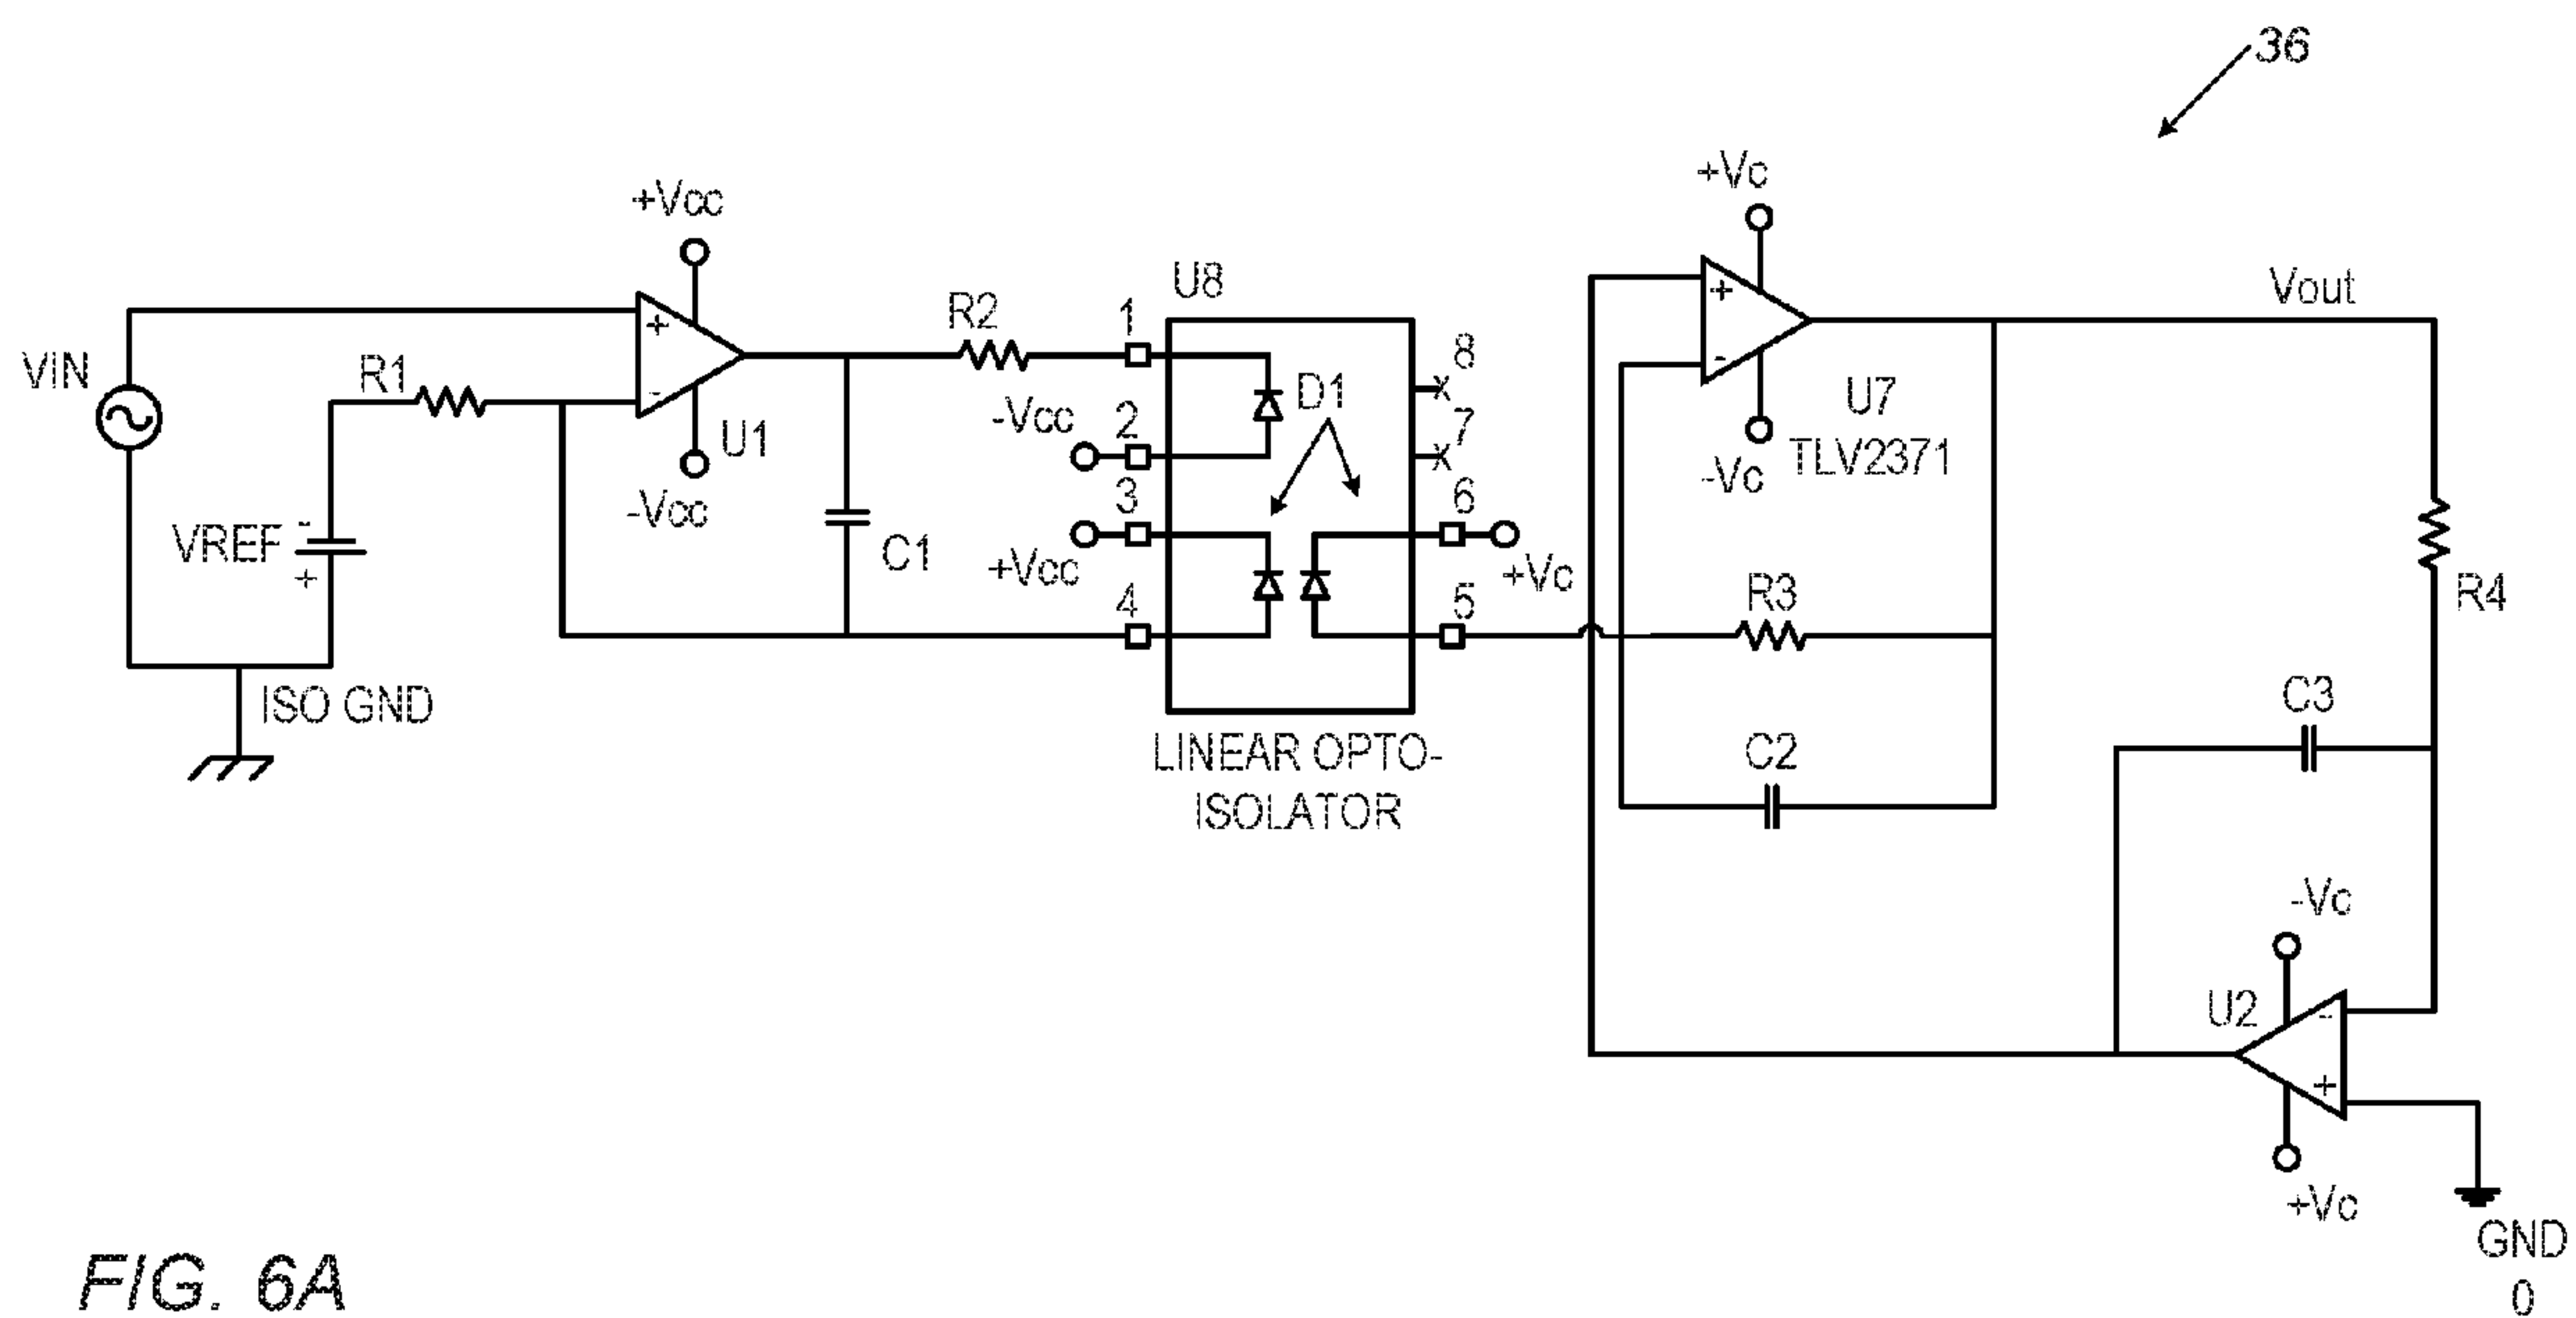 36
+Vcc
+Vc
VIN
R1
+
-
U1
-Vcc
R2
1
U8
8
-Vcc
2
D1
7
3
6
+Vcc
+Vc
4
5
VREF
-
+
C1
ISO GND
LINEAR OPTO-
ISOLATOR
+
-
U7
TLV2371
-Vc
Vout
R3
R4
C2
C3
-Vc
U2
-
+
+Vc
GND
0
FIG. 6A